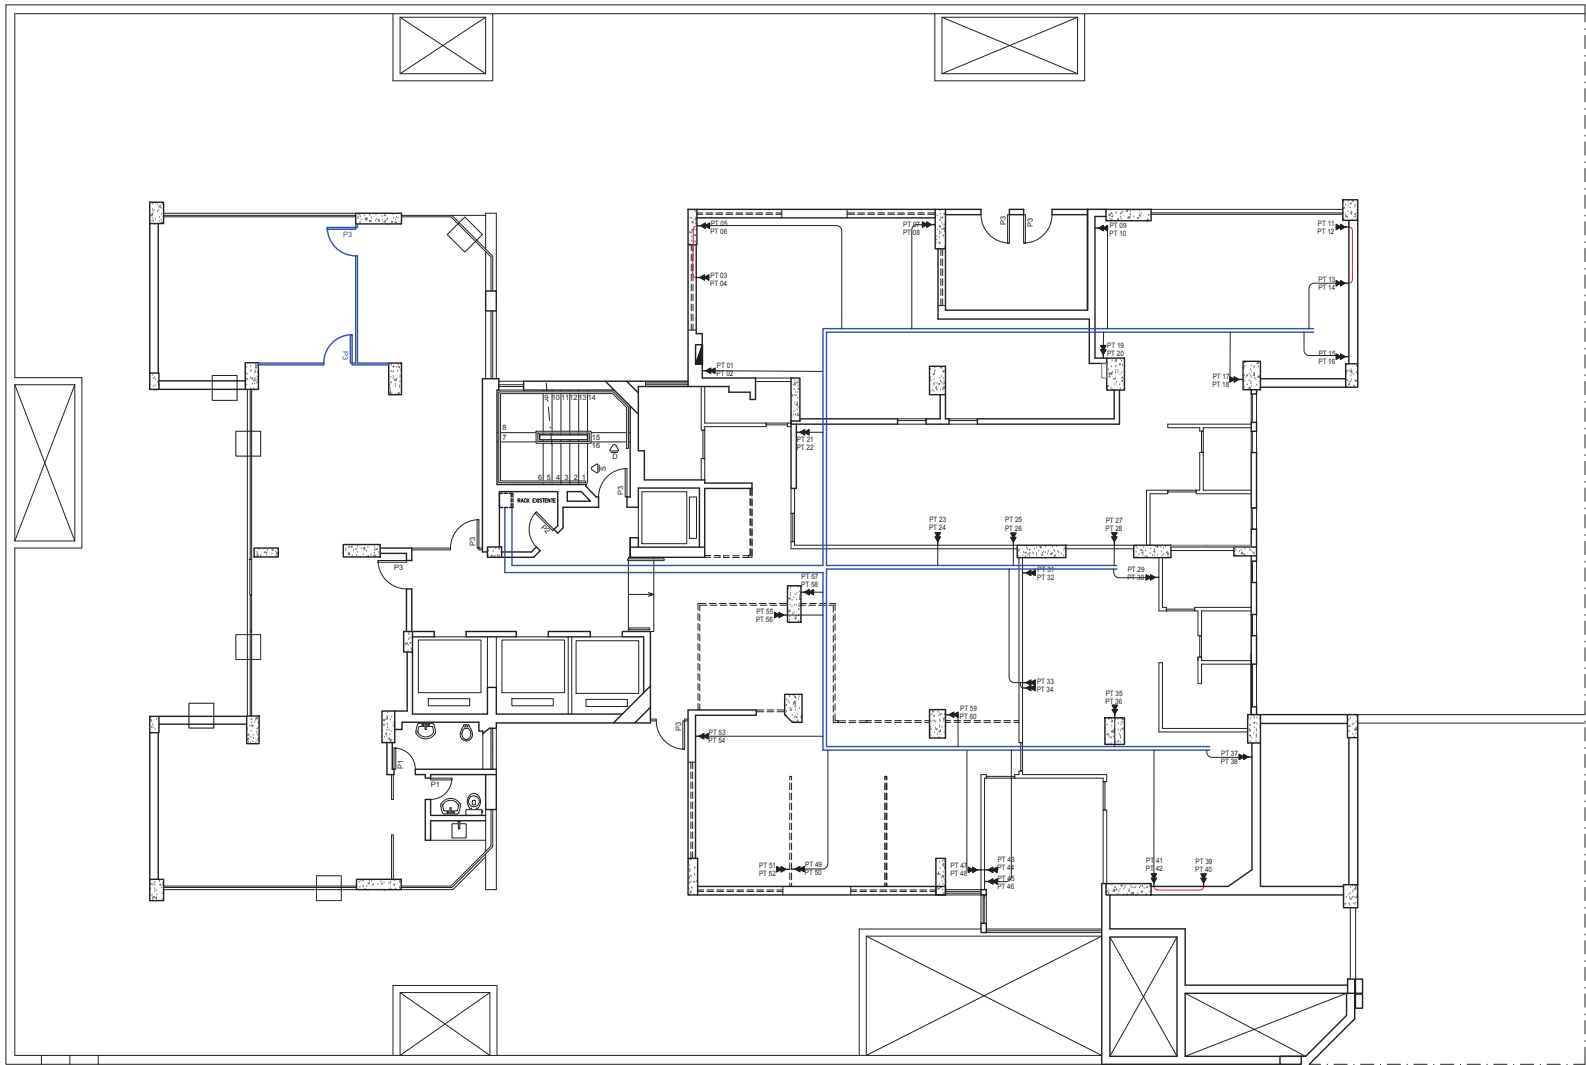 P3
P3
P3
P3
PT 05
PT 06
PT 07
PT 08
PT 09
PT 10
PT 11
PT 12
PT 03
PT 04
PT 13
PT 14
PT 01
PT 02
PT 19
PT 20
PT 15
PT 16
PT 17
PT 18
9 10 11 12 13 14
8
7
15
16
D
S
6 5 4 3 2 1
P3
PT 21
PT 22
RACK EXISTENTE
P3
PT 23
PT 24
PT 25
PT 26
PT 27
PT 28
P3
PT 57
PT 58
PT 31
PT 32
PT 29
PT 30
PT 55
PT 56
PT 33
PT 34
PT 35
PT 36
PT 59
PT 60
P3
PT 53
PT 54
PT 37
PT 38
P1
P1
PT 51
PT 52
PT 49
PT 50
PT 47
PT 48
PT 43
PT 44
PT 45
PT 46
PT 41
PT 42
PT 39
PT 40